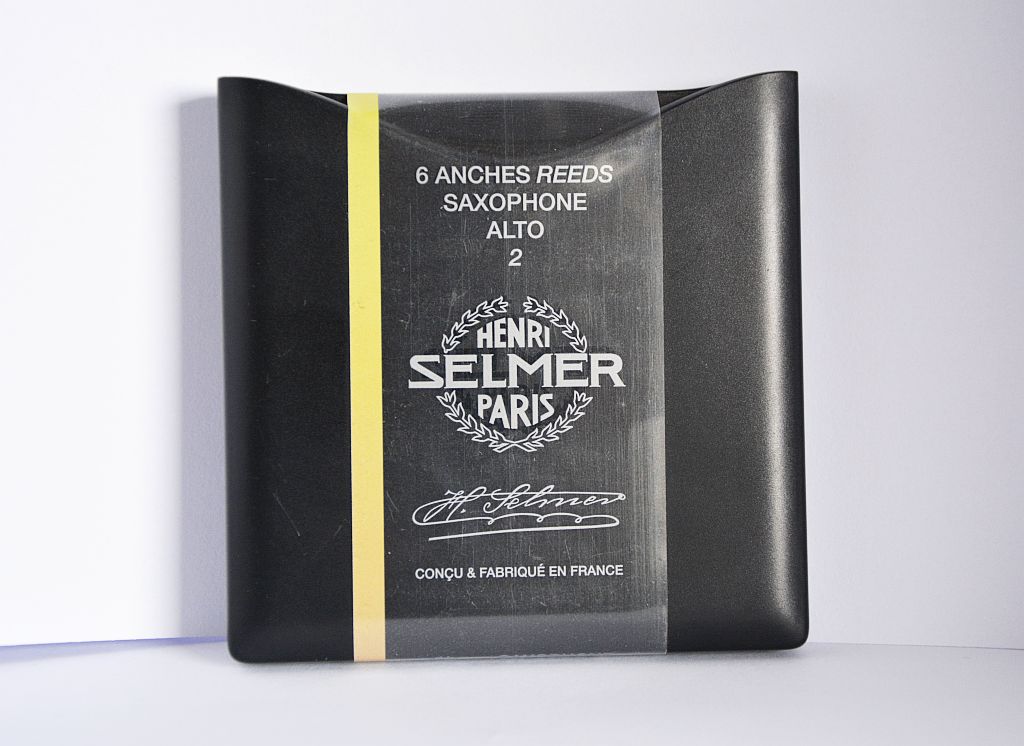 6 ANCHES REEDS
SAXOPHONE
ALTO
2
HENRI
SELMER
PARIS
H. Selmer
CONÇU & FABRIQUÉ EN FRANCE